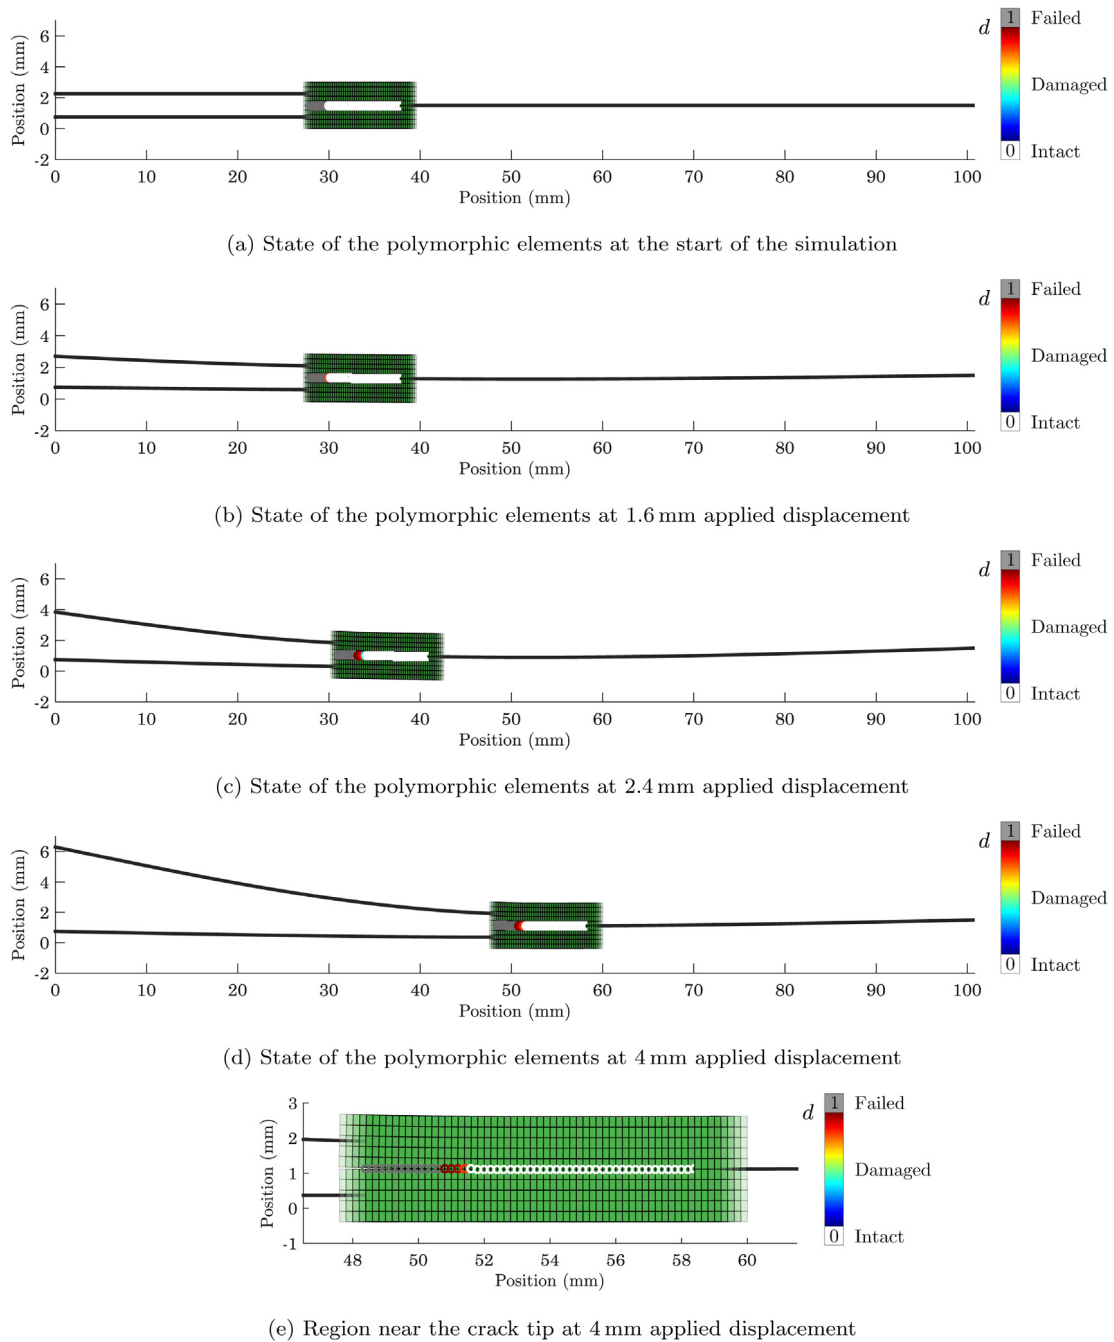 6
4
2
0
-2
Position (mm)
0 10 20 30 40 50 60 70 80 90 100
Position (mm)
d
1 Failed
Damaged
0 Intact
(a) State of the polymorphic elements at the start of the simulation
6
4
2
0
-2
Position (mm)
0 10 20 30 40 50 60 70 80 90 100
Position (mm)
d
1 Failed
Damaged
0 Intact
(b) State of the polymorphic elements at 1.6 mm applied displacement
6
4
2
0
-2
Position (mm)
0 10 20 30 40 50 60 70 80 90 100
Position (mm)
d
1 Failed
Damaged
0 Intact
(c) State of the polymorphic elements at 2.4 mm applied displacement
6
4
2
0
-2
Position (mm)
0 10 20 30 40 50 60 70 80 90 100
Position (mm)
d
1 Failed
Damaged
0 Intact
(d) State of the polymorphic elements at 4 mm applied displacement
3
2
1
0
-1
Position (mm)
48 50 52 54 56 58 60
Position (mm)
d
1 Failed
Damaged
0 Intact
(e) Region near the crack tip at 4 mm applied displacement